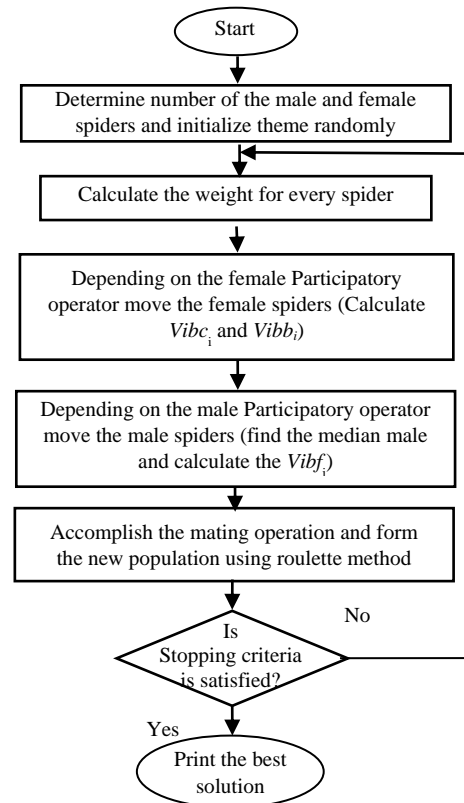 Start
Determine number of the male and female
spiders and initialize theme randomly
Calculate the weight for every spider
Depending on the female Participatory
operator move the female spiders (Calculate
Vibc_i and Vibb_i)
Depending on the male Participatory operator
move the male spiders (find the median male
and calculate the Vibf_i)
Accomplish the mating operation and form
the new population using roulette method
No
Is
Stopping criteria
is satisfied?
Yes
Print the best
solution